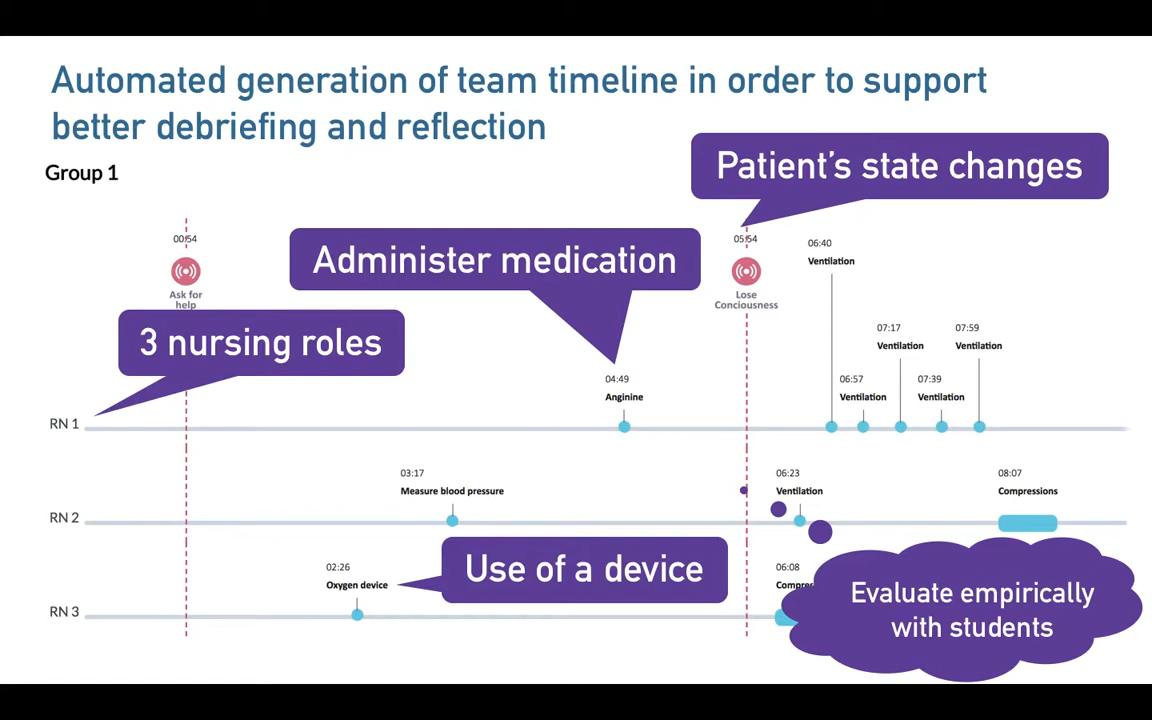 Automated generation of team timeline in order to support
better debriefing and reflection
Group 1
Patient's state changes
00:54
Ask for
help
Administer medication
05:54
Lose
Conciousness
06:40
Ventilation
3 nursing roles
07:17
Ventilation
07:59
Ventilation
04:49
Anginine
06:57
Ventilation
07:39
Ventilation
RN 1
03:17
Measure blood pressure
06:23
Ventilation
08:07
Compressions
RN 2
02:26
Oxygen device
Use of a device
06:08
RN 3
Evaluate empirically
with students